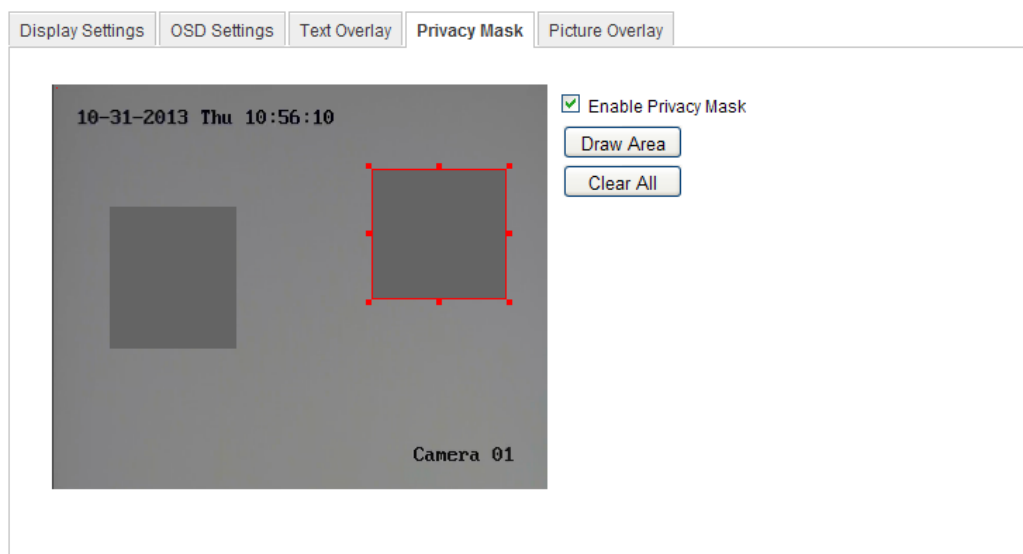 Display Settings OSD Settings Text Overlay Privacy Mask Picture Overlay
10-31-2013 Thu 10:56:10
Enable Privacy Mask
Draw Area
Clear All
Camera 01